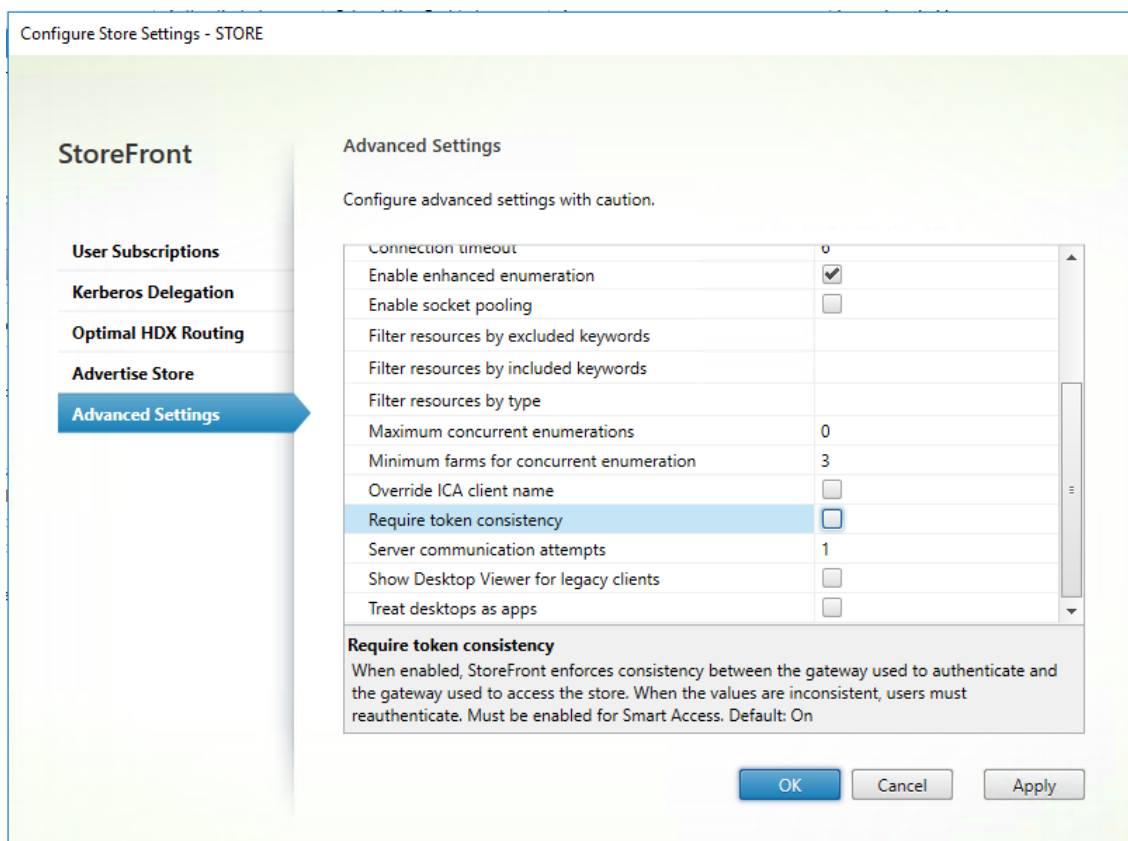 Configure Store Settings - STORE
StoreFront
User Subscriptions
Kerberos Delegation
Optimal HDX Routing
Advertise Store
Advanced Settings
Advanced Settings
Configure advanced settings with caution.
Connection timeout 6
Enable enhanced enumeration
Enable socket pooling
Filter resources by excluded keywords
Filter resources by included keywords
Filter resources by type
Maximum concurrent enumerations 0
Minimum farms for concurrent enumeration 3
Override ICA client name
Require token consistency
Server communication attempts 1
Show Desktop Viewer for legacy clients
Treat desktops as apps
Require token consistency
When enabled, StoreFront enforces consistency between the gateway used to authenticate and
the gateway used to access the store. When the values are inconsistent, users must
reauthenticate. Must be enabled for Smart Access. Default: On
OK Cancel Apply